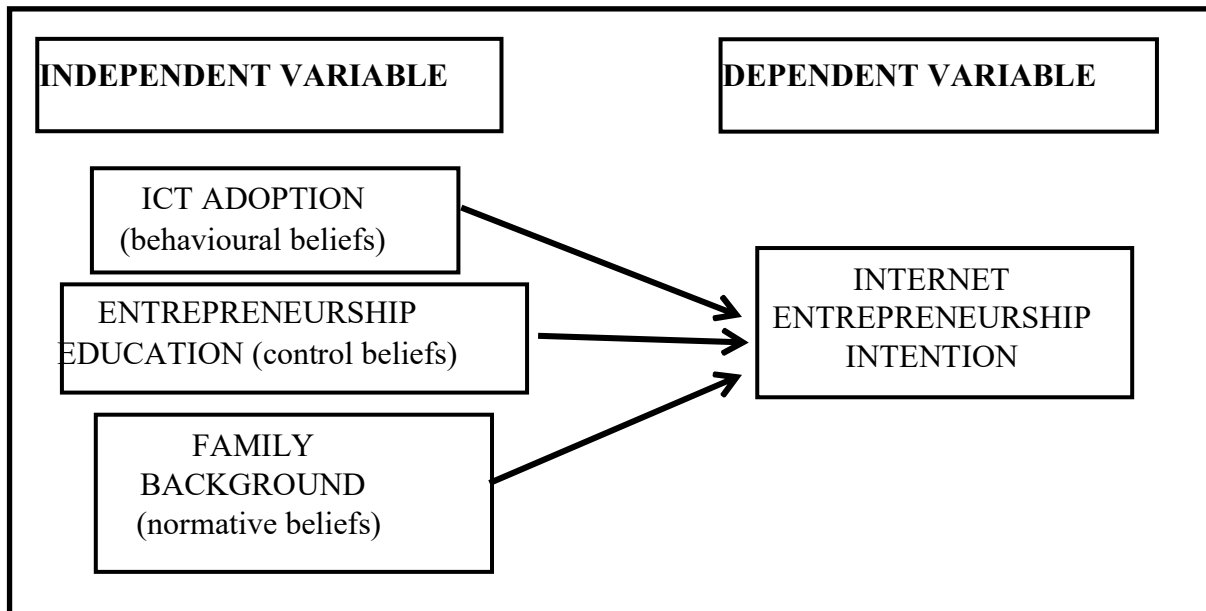 INDEPENDENT VARIABLE
DEPENDENT VARIABLE
ICT ADOPTION
(behavioural beliefs)
ENTREPRENEURSHIP
EDUCATION (control beliefs)
FAMILY
BACKGROUND
(normative beliefs)
INTERNET
ENTREPRENEURSHIP
INTENTION